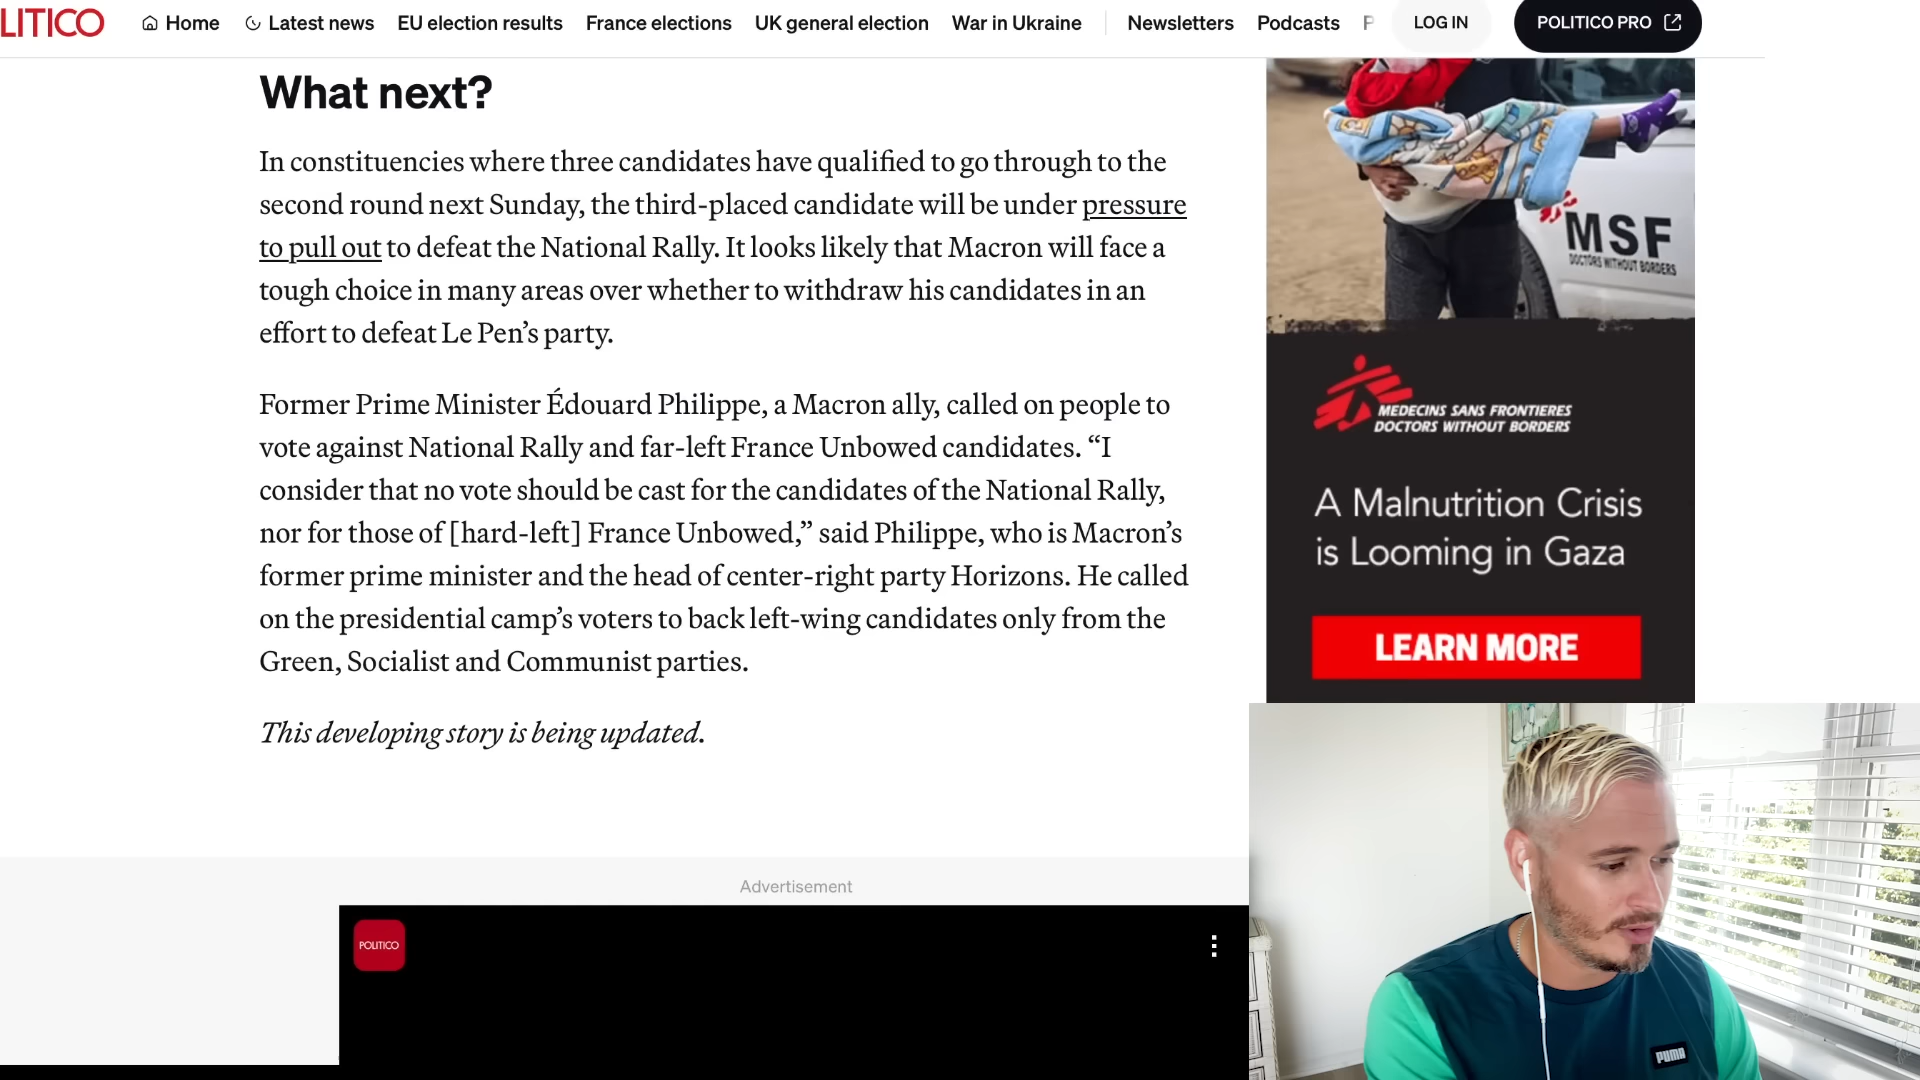 LITICO
Home
Latest news
EU election results
France elections
UK general election
War in Ukraine
Newsletters
Podcasts
LOG IN
POLITICO PRO
What next?
In constituencies where three candidates have qualified to go through to the
second round next Sunday, the third-placed candidate will be under pressure
to pull out to defeat the National Rally. It looks likely that Macron will face a
tough choice in many areas over whether to withdraw his candidates in an
effort to defeat Le Pen’s party.
Former Prime Minister Édouard Philippe, a Macron ally, called on people to
vote against National Rally and far-left France Unbowed candidates. “I
consider that no vote should be cast for the candidates of the National Rally,
nor for those of [hard-left] France Unbowed,” said Philippe, who is Macron’s
former prime minister and the head of center-right party Horizons. He called
on the presidential camp’s voters to back left-wing candidates only from the
Green, Socialist and Communist parties.
This developing story is being updated.
Advertisement
POLITICO
MSF
DOCTORS WITHOUT BORDERS
MEDECINS SANS FRONTIERES
DOCTORS WITHOUT BORDERS
A Malnutrition Crisis
is Looming in Gaza
LEARN MORE
PUMA